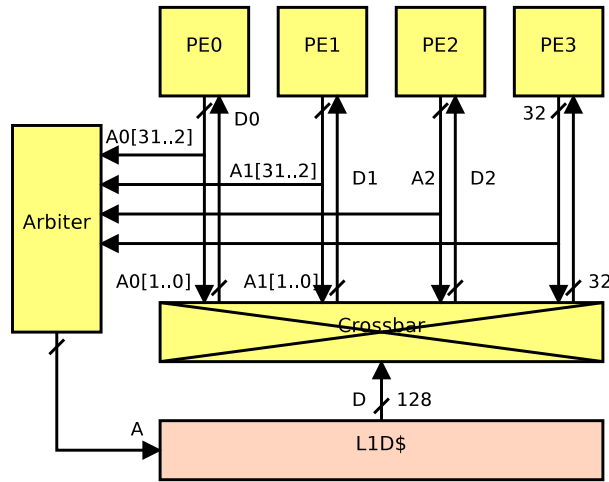 PE0
PE1
PE2
PE3
D0
32
A0[31..2]
A1[31..2]
D1
A2
D2
Arbiter
A0[1..0]
A1[1..0]
32
Crossbar
D
128
A
L1D$